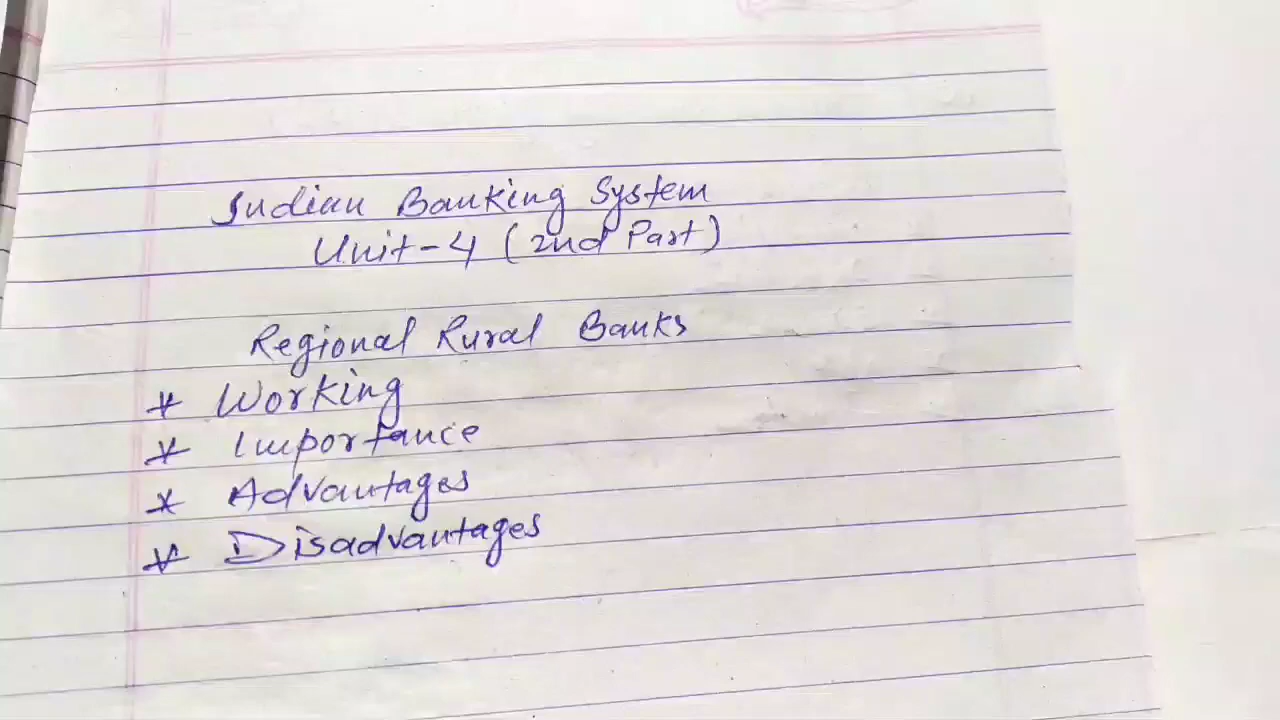 Indian Banking System
Unit-4 (2nd Part)
Regional Rural Banks
* Working
* Importance
* Advantages
* Disadvantages